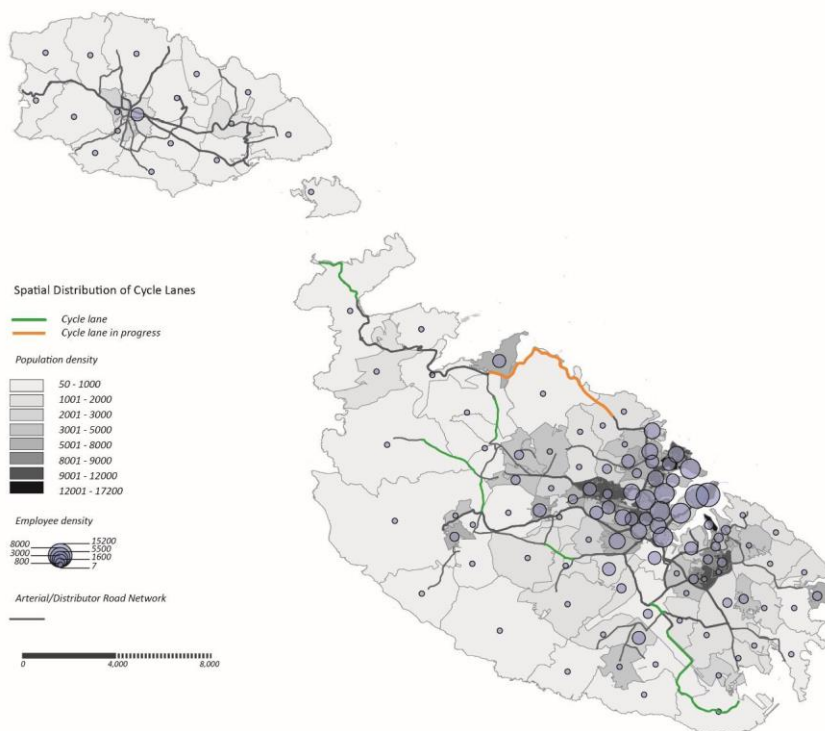 Spatial Distribution of Cycle Lanes
Cycle lane
Cycle lane in progress
Population density
50 - 1000
1001 - 2000
2001 - 3000
3001 - 5000
5001 - 8000
8001 - 9000
9001 - 12000
12001 - 17200
Employee density
8000 15200
3000 5500
800 1600
7
Arterial/Distributor Road Network
0 4,000 8,000